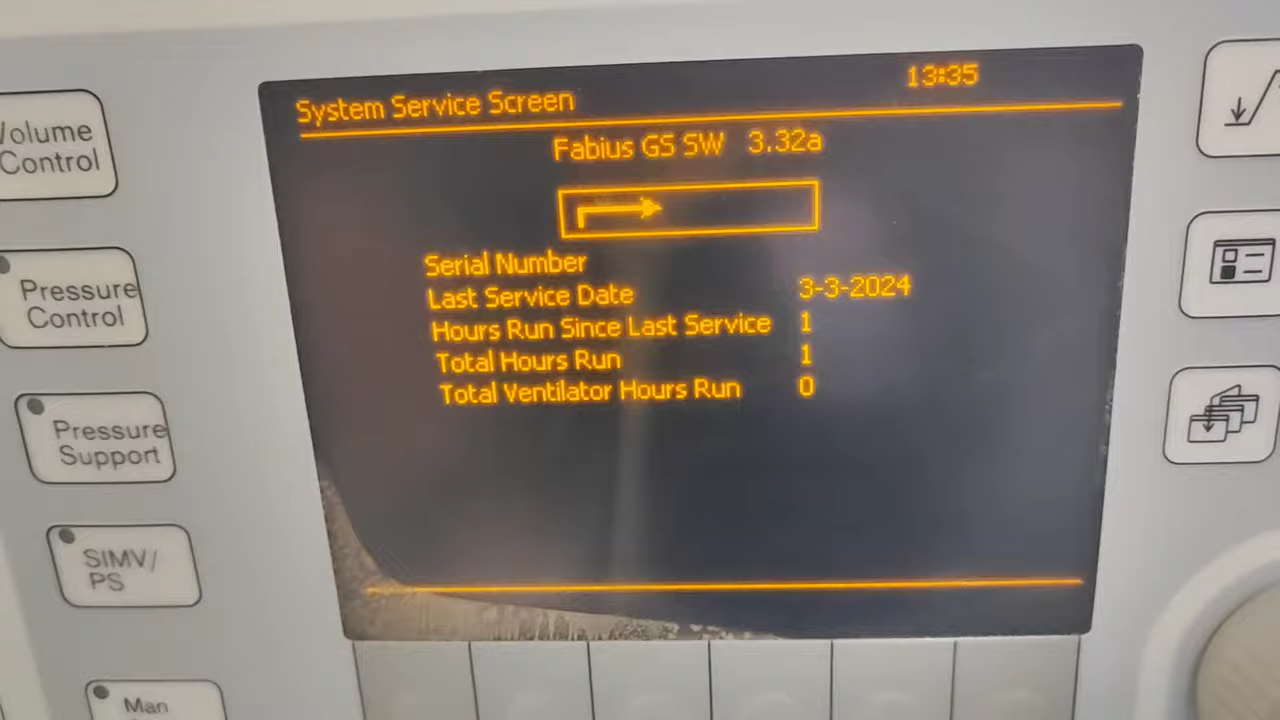 System Service Screen
13:35
Fabius GS SW 3.32a
Serial Number
Last Service Date 3-3-2024
Hours Run Since Last Service 1
Total Hours Run 1
Total Ventilator Hours Run 0
Volume
Control
Pressure
Control
Pressure
Support
SIMV/
PS
Man